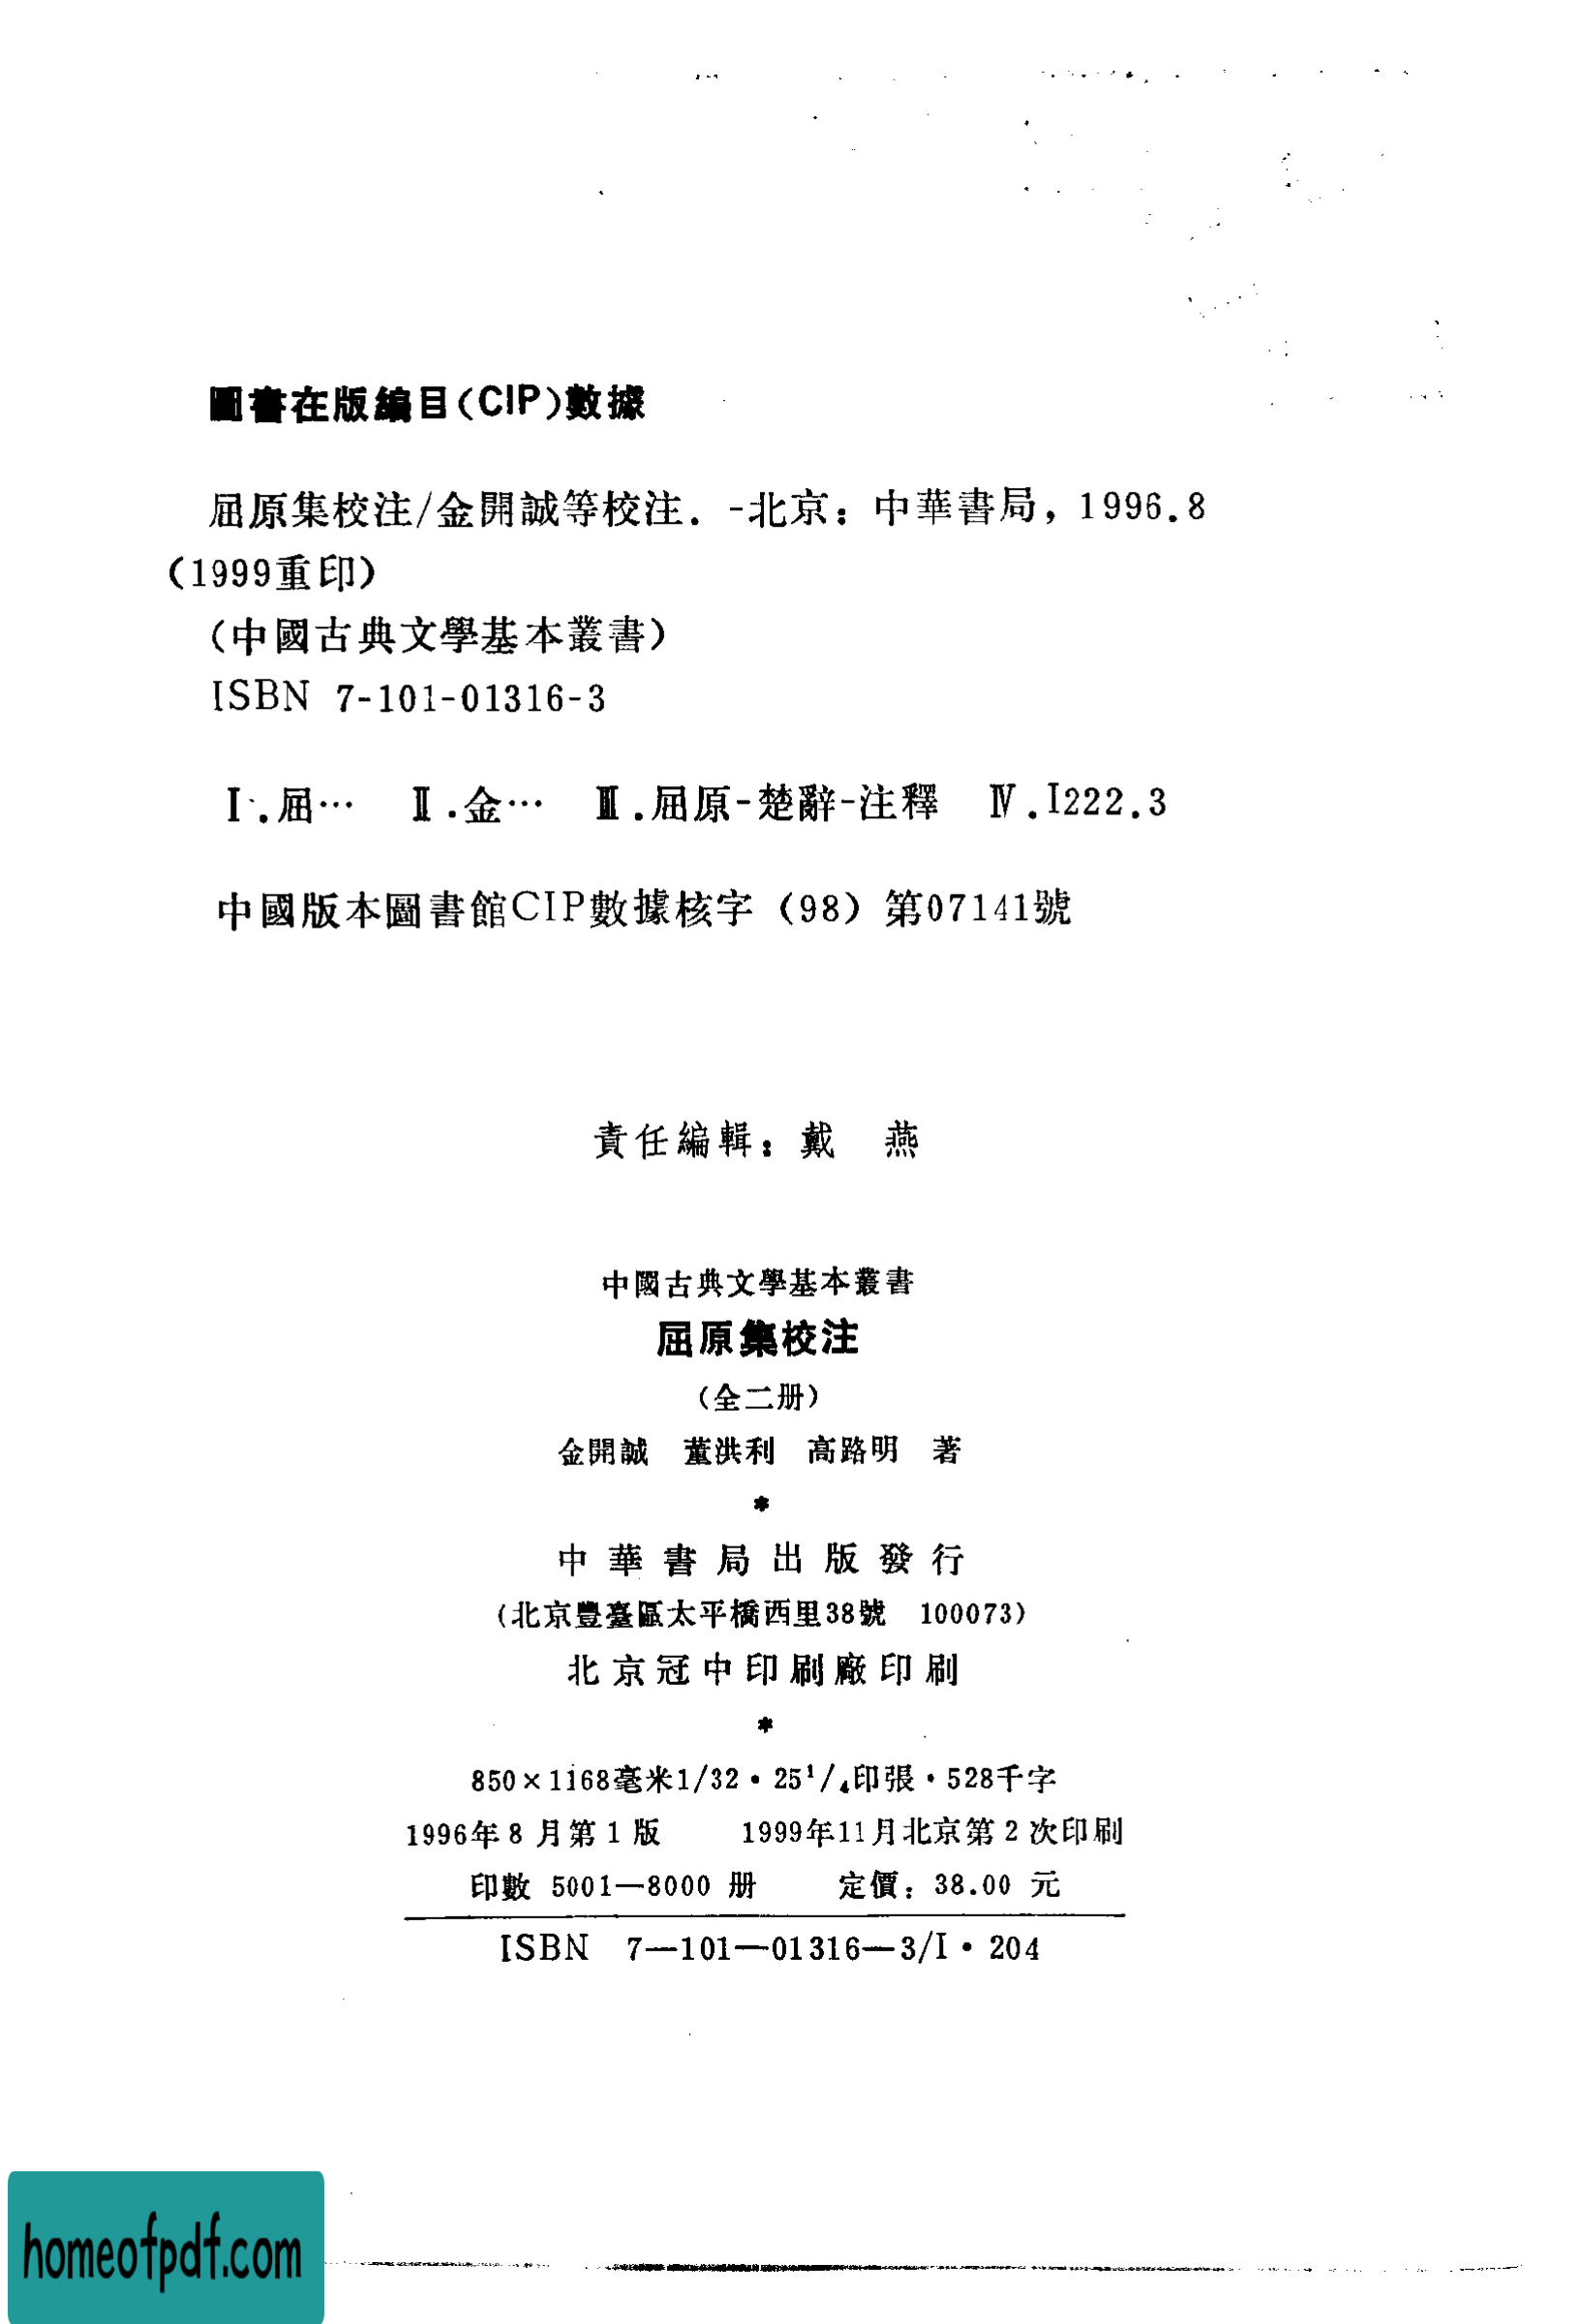 圖書在版編目(CIP)數據
屈原集校注/金開誠等校注. -北京: 中華書局, 1996.8
(1999重印)
(中國古典文學基本叢書)
ISBN 7-101-01316-3
Ⅰ.屈… Ⅱ.金… Ⅲ.屈原-楚辭-注釋 Ⅳ.I222.3
中國版本圖書館CIP數據核字 (98) 第07141號
責任編輯: 戴 燕
中國古典文學基本叢書
屈原集校注
(全二册)
金開誠 董洪利 高路明 著
*
中華書局出版發行
(北京豐臺區太平橋西里38號 100073)
北京冠中印刷廠印刷
*
850×1168毫米1/32·25¹/₄印張·528千字
1996年8月第1版 1999年11月北京第2次印刷
印數 5001—8000 册 定價: 38.00 元
ISBN 7—101—01316—3/I·204
homeofpdf.com